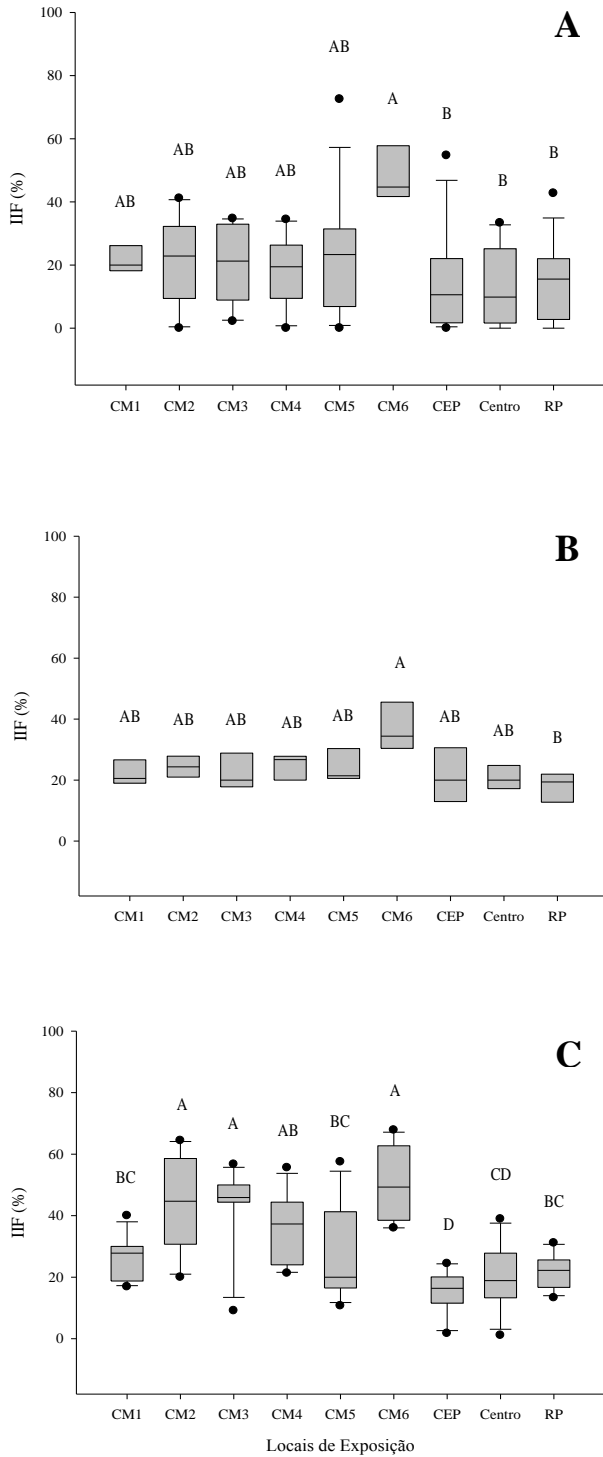 A
100
80
60
40
20
0
IIF (%)
AB AB AB AB AB A B B B
CM1 CM2 CM3 CM4 CM5 CM6 CEP Centro RP
B
100
80
60
40
20
0
IIF (%)
AB AB AB AB AB A AB AB B
CM1 CM2 CM3 CM4 CM5 CM6 CEP Centro RP
C
100
80
60
40
20
0
IIF (%)
BC A A AB BC A D CD BC
CM1 CM2 CM3 CM4 CM5 CM6 CEP Centro RP
Locais de Exposição